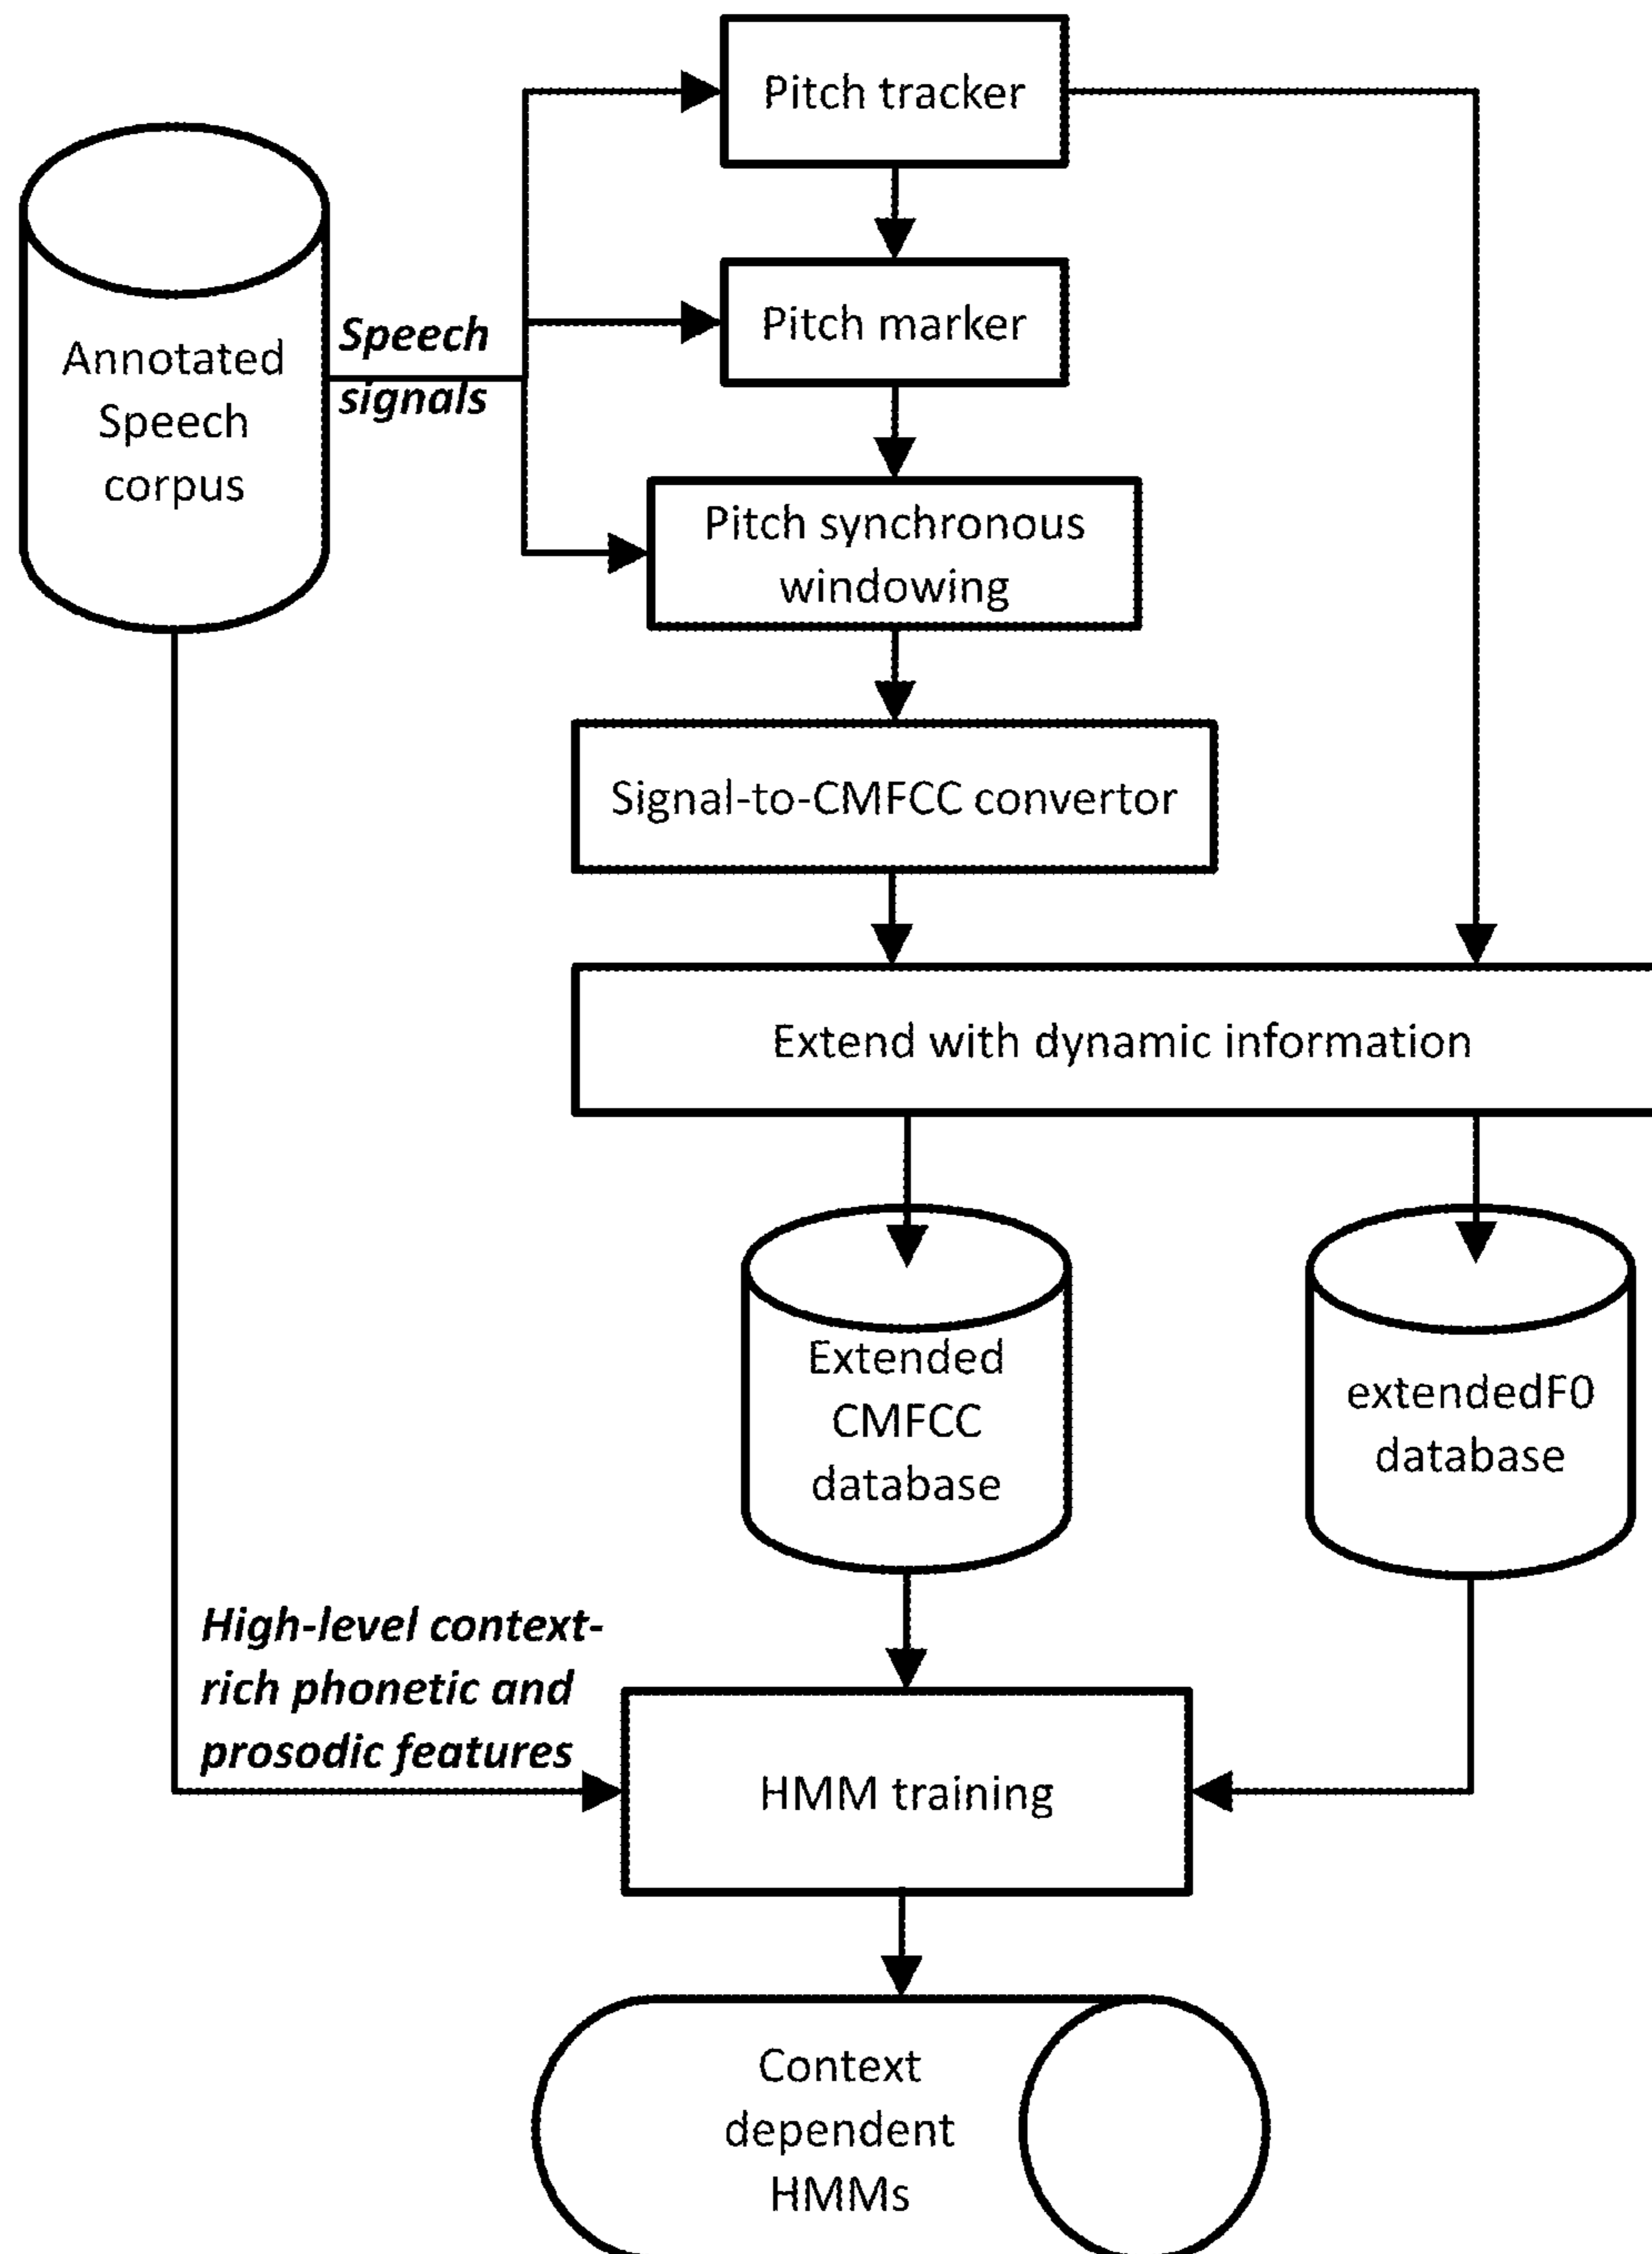 Pitch tracker
Pitch marker
Annotated
Speech
corpus
Speech
signals
Pitch synchronous
windowing
Signal-to-CMFCC convertor
Extend with dynamic information
Extended
CMFCC
database
extendedF0
database
High-level context-
rich phonetic and
prosodic features
HMM training
Context
dependent
HMMs